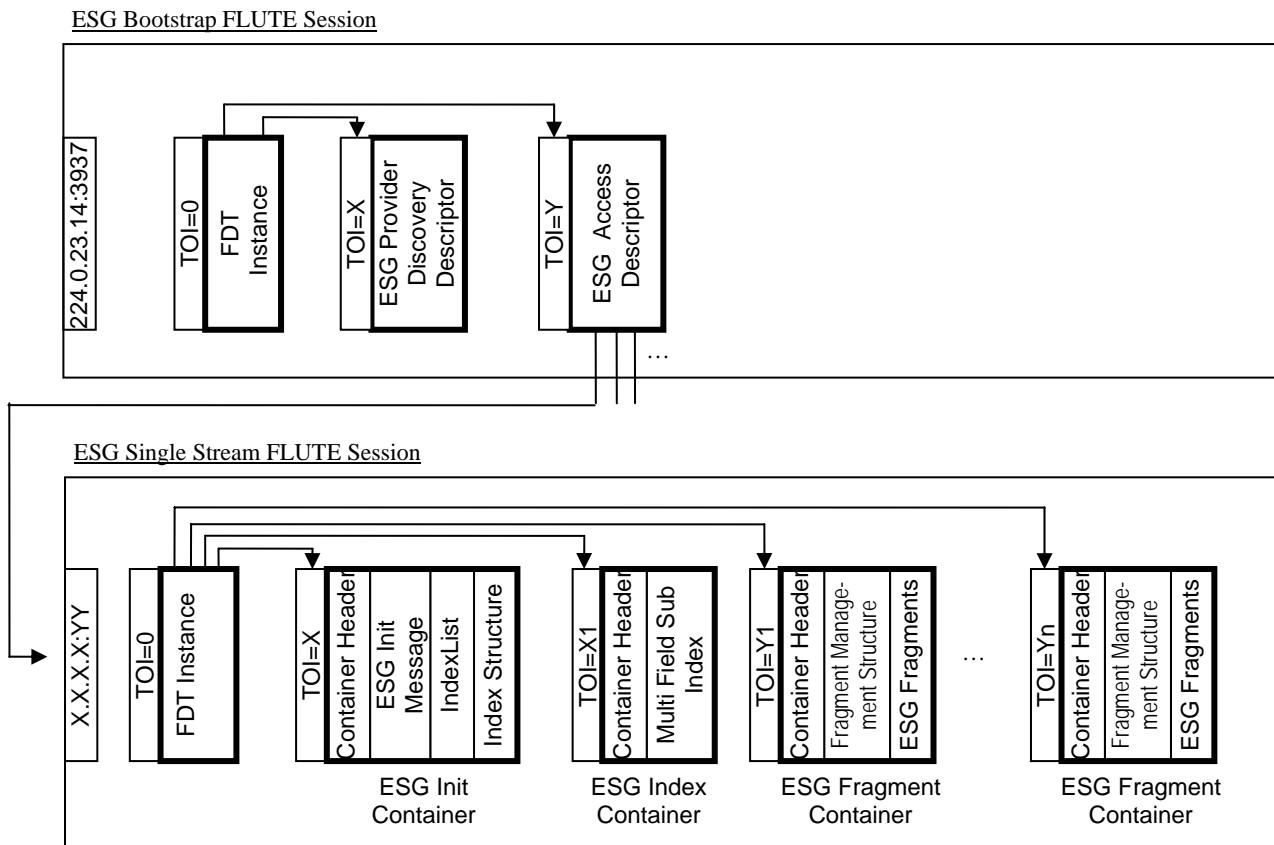 ESG Bootstrap FLUTE Session
224.0.23.14:3937
TOI=0
FDT
Instance
TOI=X
ESG Provider
Discovery
Descriptor
TOI=Y
ESG Access
Descriptor
...
ESG Single Stream FLUTE Session
X.X.X.X:YY
TOI=0
FDT Instance
TOI=X
Container Header
ESG Init
Message
IndexList
Index Structure
ESG Init
Container
TOI=X1
Container Header
Multi Field Sub
Index
ESG Index
Container
TOI=Y1
Container Header
Fragment Manage-
ment Structure
ESG Fragments
ESG Fragment
Container
...
TOI=Yn
Container Header
Fragment Manage-
ment Structure
ESG Fragments
ESG Fragment
Container